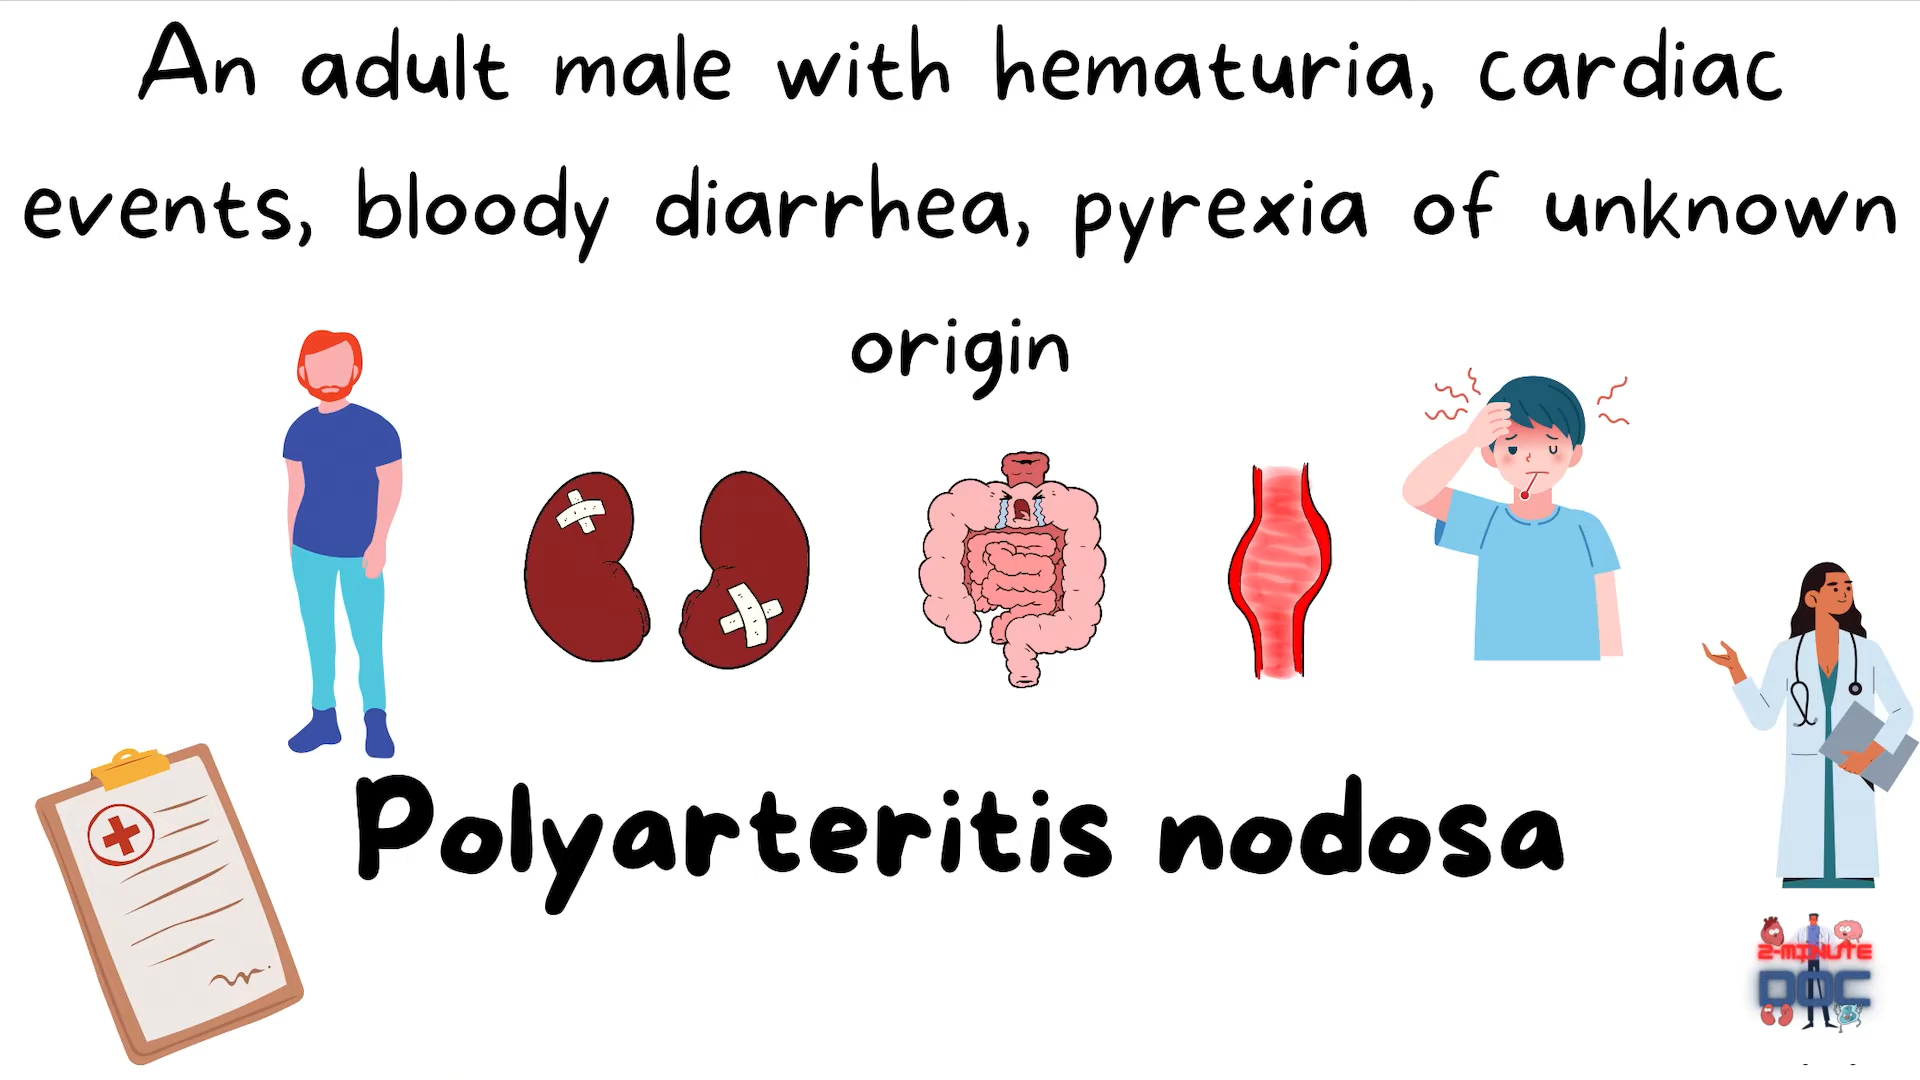 An adult male with hematuria, cardiac
events, bloody diarrhea, pyrexia of unknown
origin
Polyarteritis nodosa
2-MINUTE
DOC